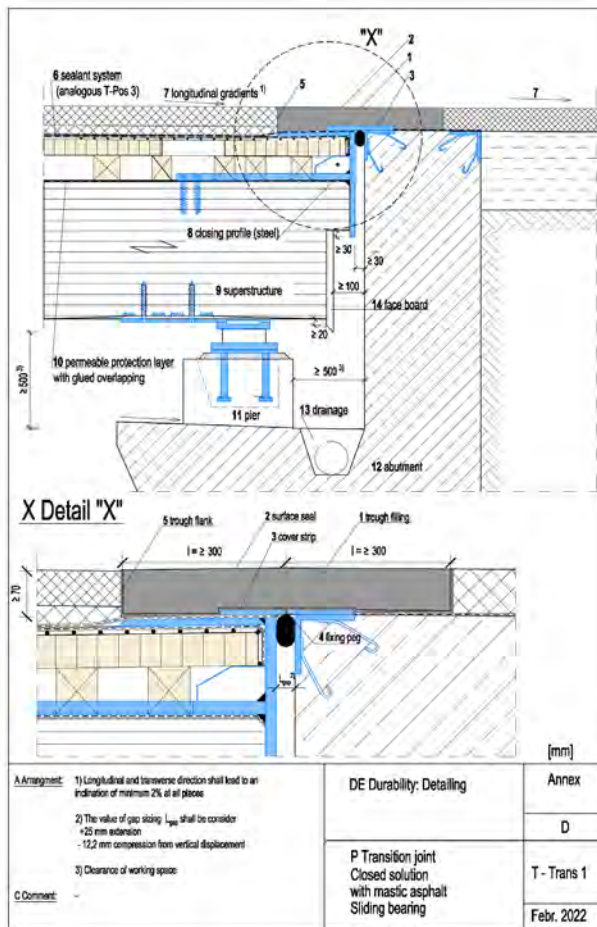 "X"
2
1
3
6 sealant system
(analogous T-Pos 3)
7 longitudinal gradients 1)
5
7
8 closing profile (steel)
≥ 30
≥ 30
9 superstructure
≥ 100
14 face board
≥ 20
10 permeable protection layer
with glued overlapping
≥ 500 3)
≥ 500 3)
11 pier
13 drainage
12 abutment
X Detail "X"
5 trough flank
2 surface seal
1 trough filling
3 cover strip
l = ≥ 300
l = ≥ 300
≥ 70
4 fixing peg
L gap 2)
[mm]
A Arrangment: 1) Longitudinal and transverse direction shall lead to an
inclination of minimum 2% at all places
2) The value of gap sizing L gap shall be consider
+25 mm extension
- 12,2 mm compression from vertical displacement
3) Clearance of working space
C Comment: -
DE Durability: Detailing
Annex
D
P Transition joint
Closed solution
with mastic asphalt
Sliding bearing
T - Trans 1
Febr. 2022